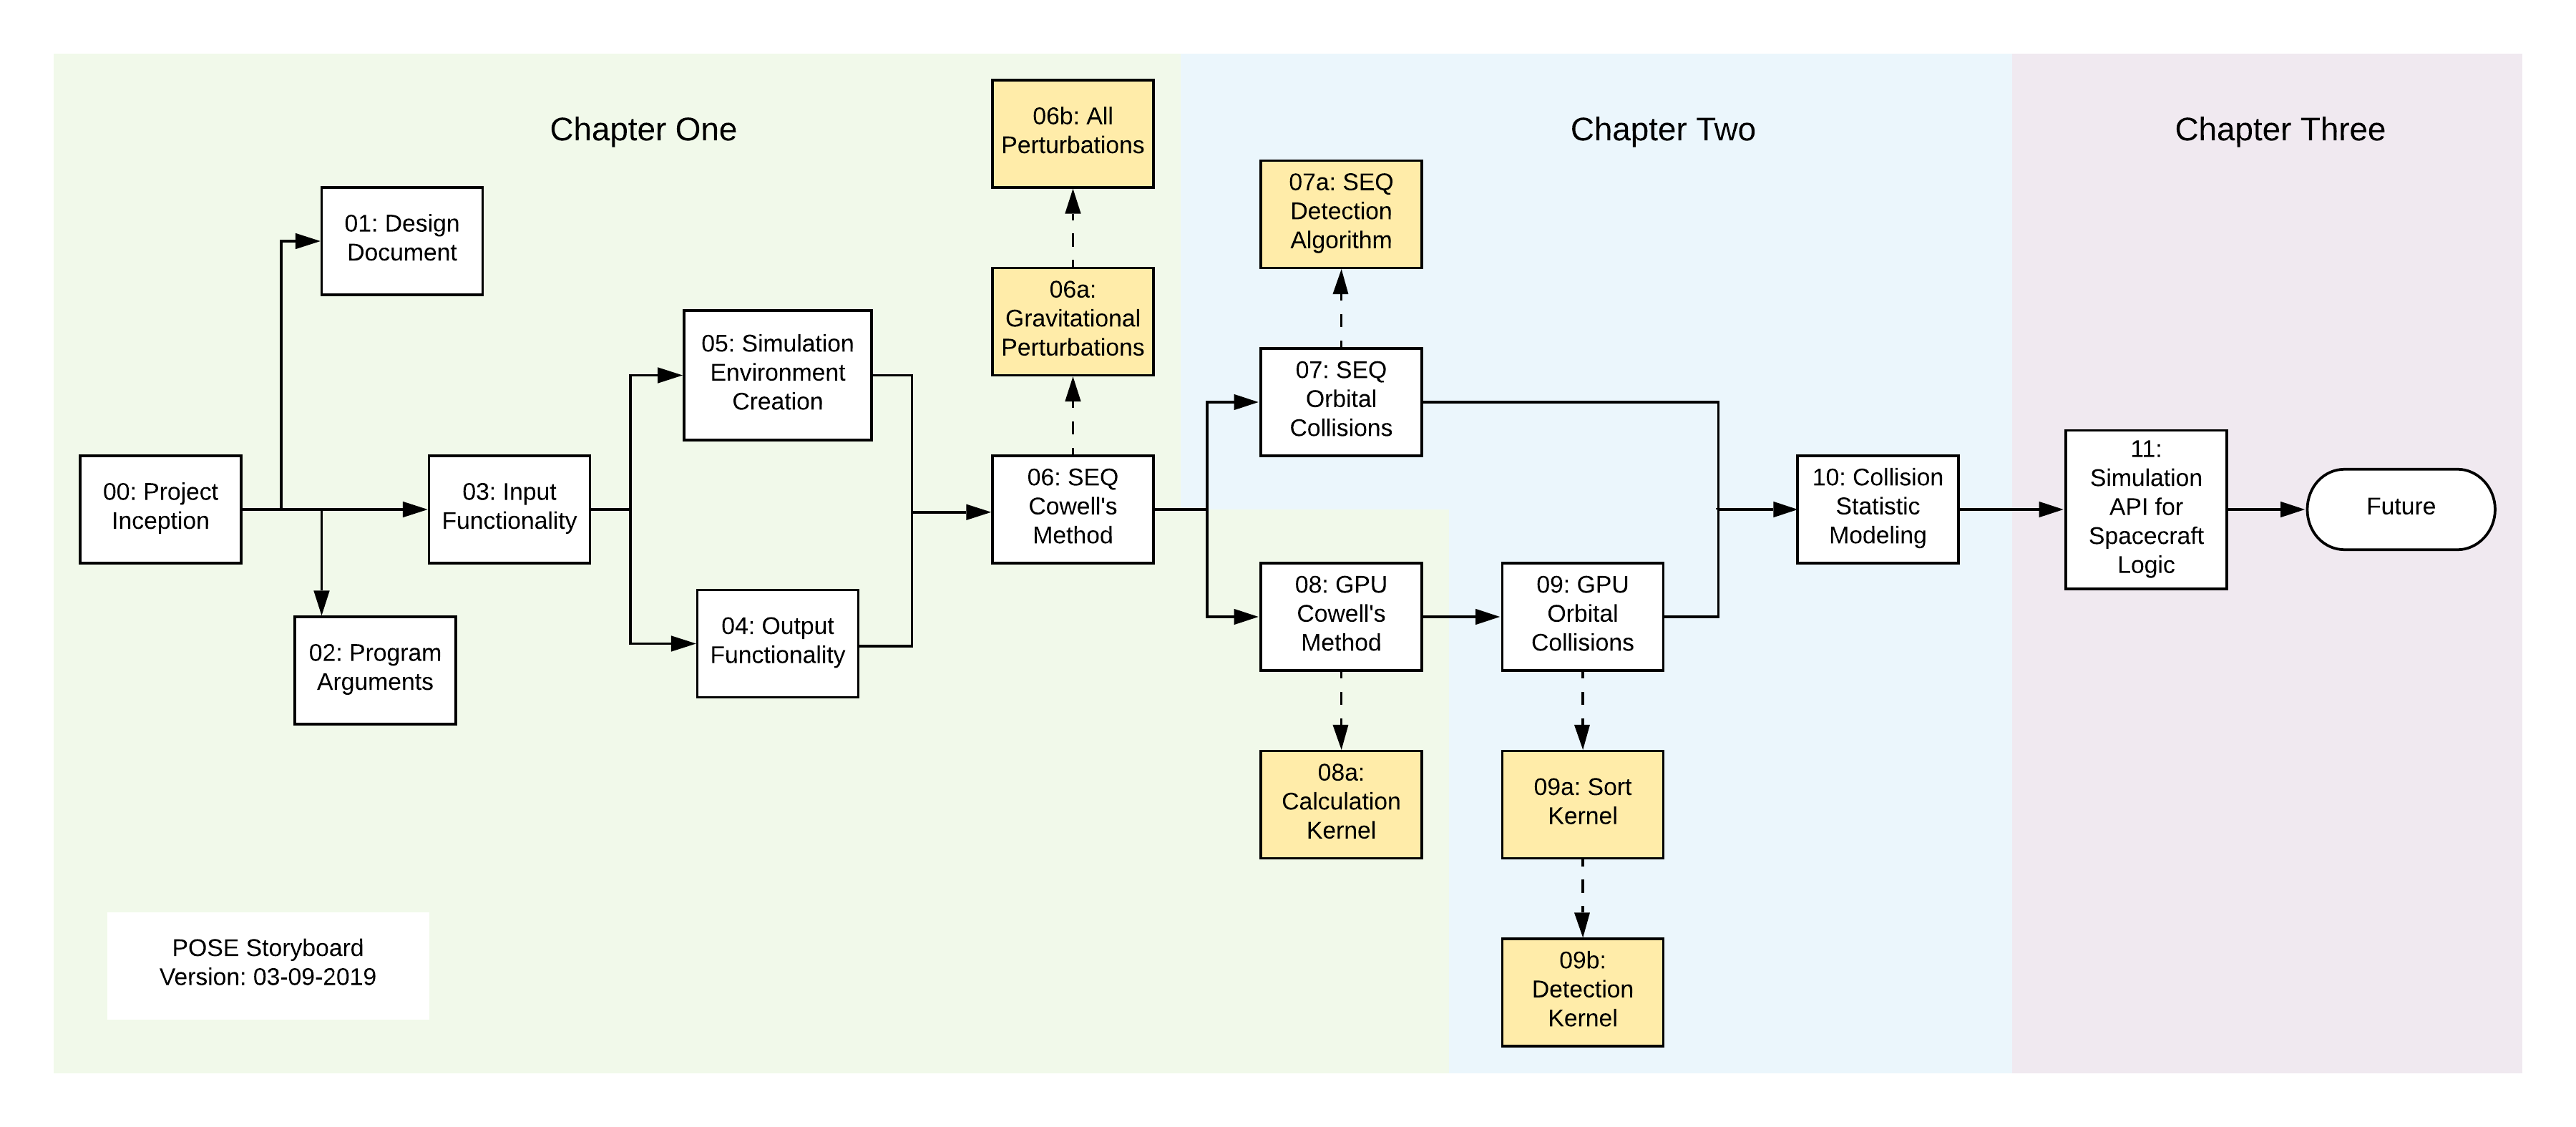 Chapter One
Chapter Two
Chapter Three
00: Project
Inception
01: Design
Document
02: Program
Arguments
03: Input
Functionality
05: Simulation
Environment
Creation
04: Output
Functionality
06b: All
Perturbations
06a:
Gravitational
Perturbations
06: SEQ
Cowell's
Method
07a: SEQ
Detection
Algorithm
07: SEQ
Orbital
Collisions
08: GPU
Cowell's
Method
08a:
Calculation
Kernel
09: GPU
Orbital
Collisions
09a: Sort
Kernel
09b:
Detection
Kernel
10: Collision
Statistic
Modeling
11:
Simulation
API for
Spacecraft
Logic
Future
POSE Storyboard
Version: 03-09-2019